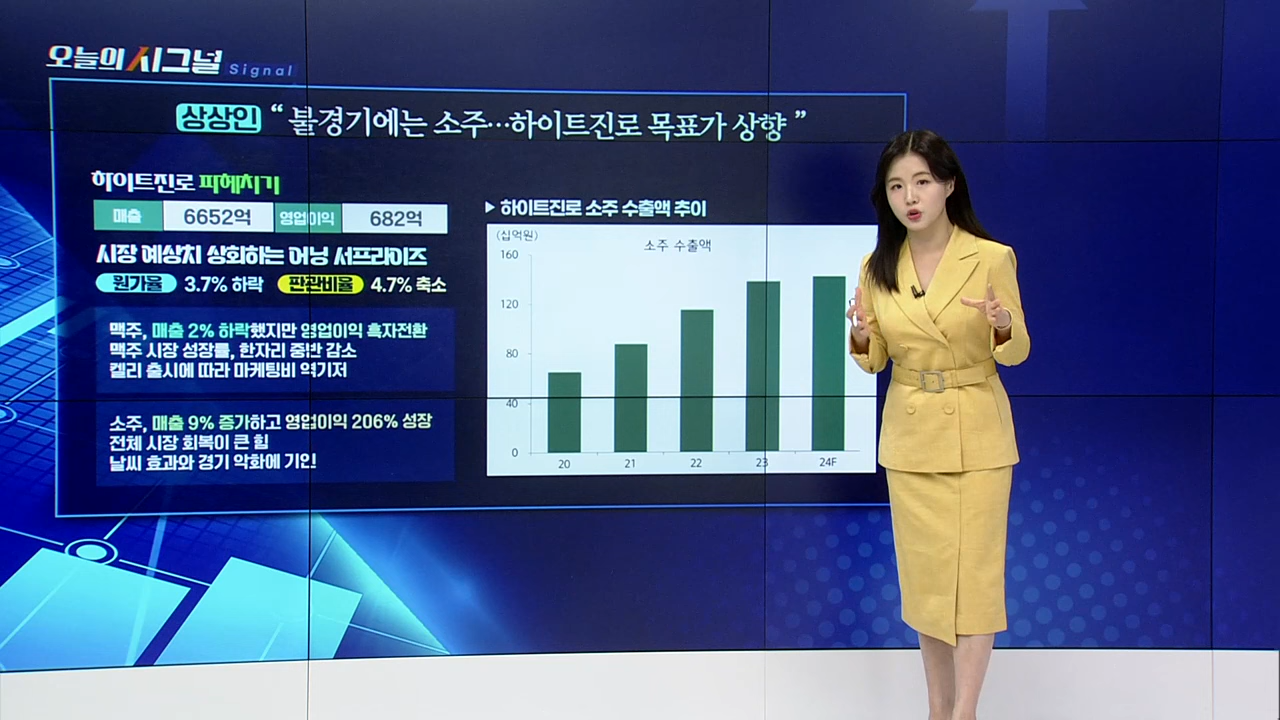 오늘의 시그널 Signal
상상인 “ 불경기에는 소주…하이트진로 목표가 상향 ”
하이트진로 파헤치기
매출 6652억 영업이익 682억
시장 예상치 상회하는 어닝 서프라이즈
원가율 3.7% 하락 판관비율 4.7% 축소
맥주, 매출 2% 하락했지만 영업이익 흑자전환
맥주 시장 성장률, 한자리 중반 감소
켈리 출시에 따라 마케팅비 역기저
소주, 매출 9% 증가하고 영업이익 206% 성장
전체 시장 회복이 큰 힘
날씨 효과와 경기 악화에 기인
▶ 하이트진로 소주 수출액 추이
(십억원)
소주 수출액
160
120
80
40
0
20 21 22 23 24F